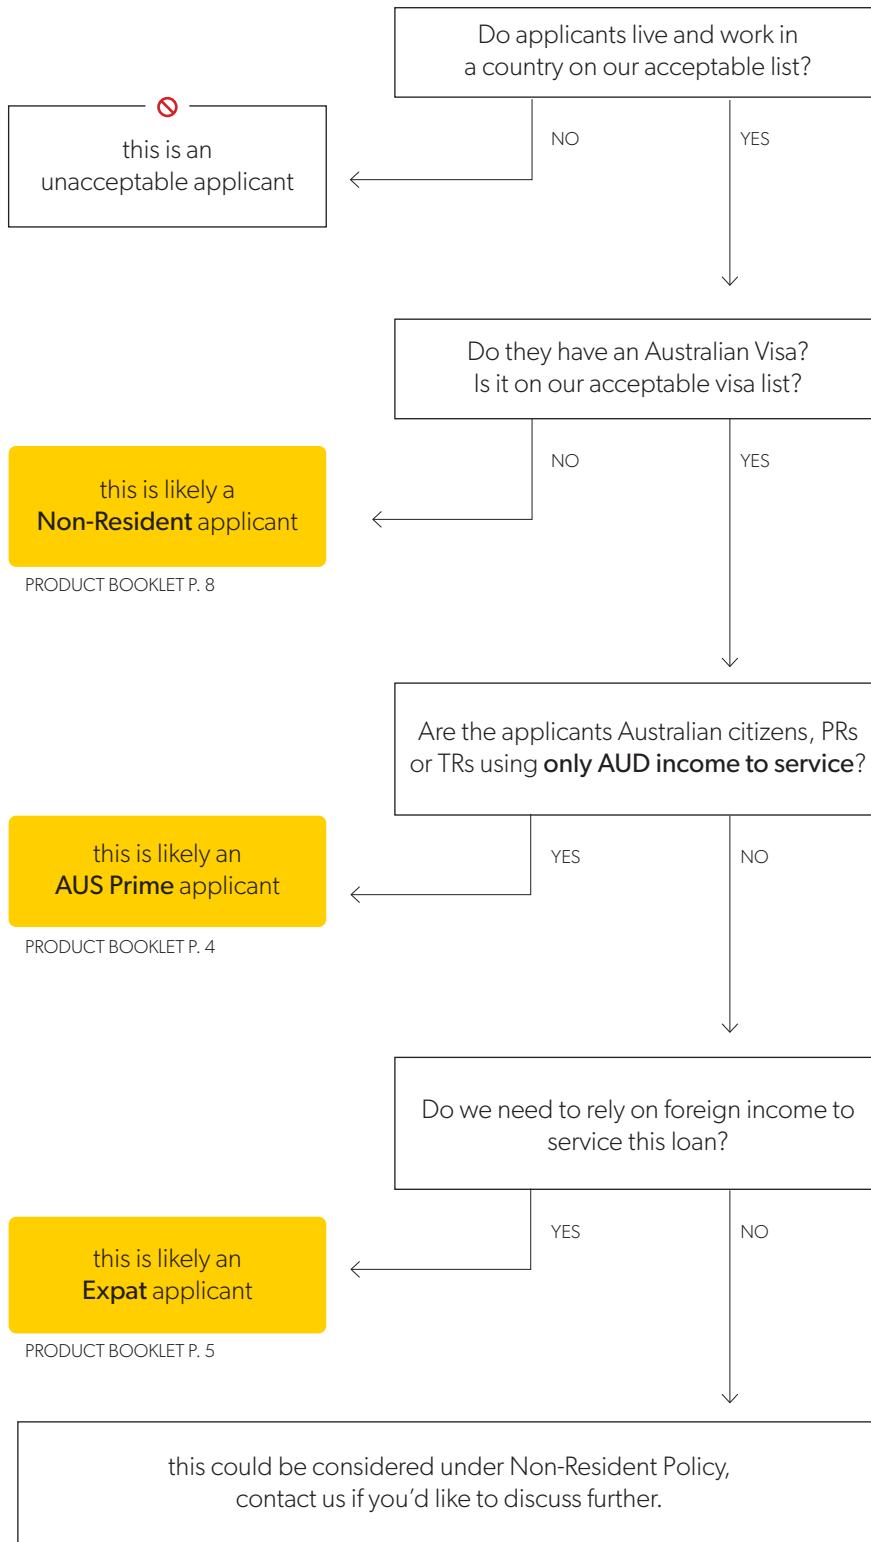 Do applicants live and work in
a country on our acceptable list?
NO
YES
this is an
unacceptable applicant
Do they have an Australian Visa?
Is it on our acceptable visa list?
NO
YES
this is likely a
Non-Resident applicant
PRODUCT BOOKLET P. 8
Are the applicants Australian citizens, PRs
or TRs using only AUD income to service?
YES
NO
this is likely an
AUS Prime applicant
PRODUCT BOOKLET P. 4
Do we need to rely on foreign income to
service this loan?
YES
NO
this is likely an
Expat applicant
PRODUCT BOOKLET P. 5
this could be considered under Non-Resident Policy,
contact us if you’d like to discuss further.